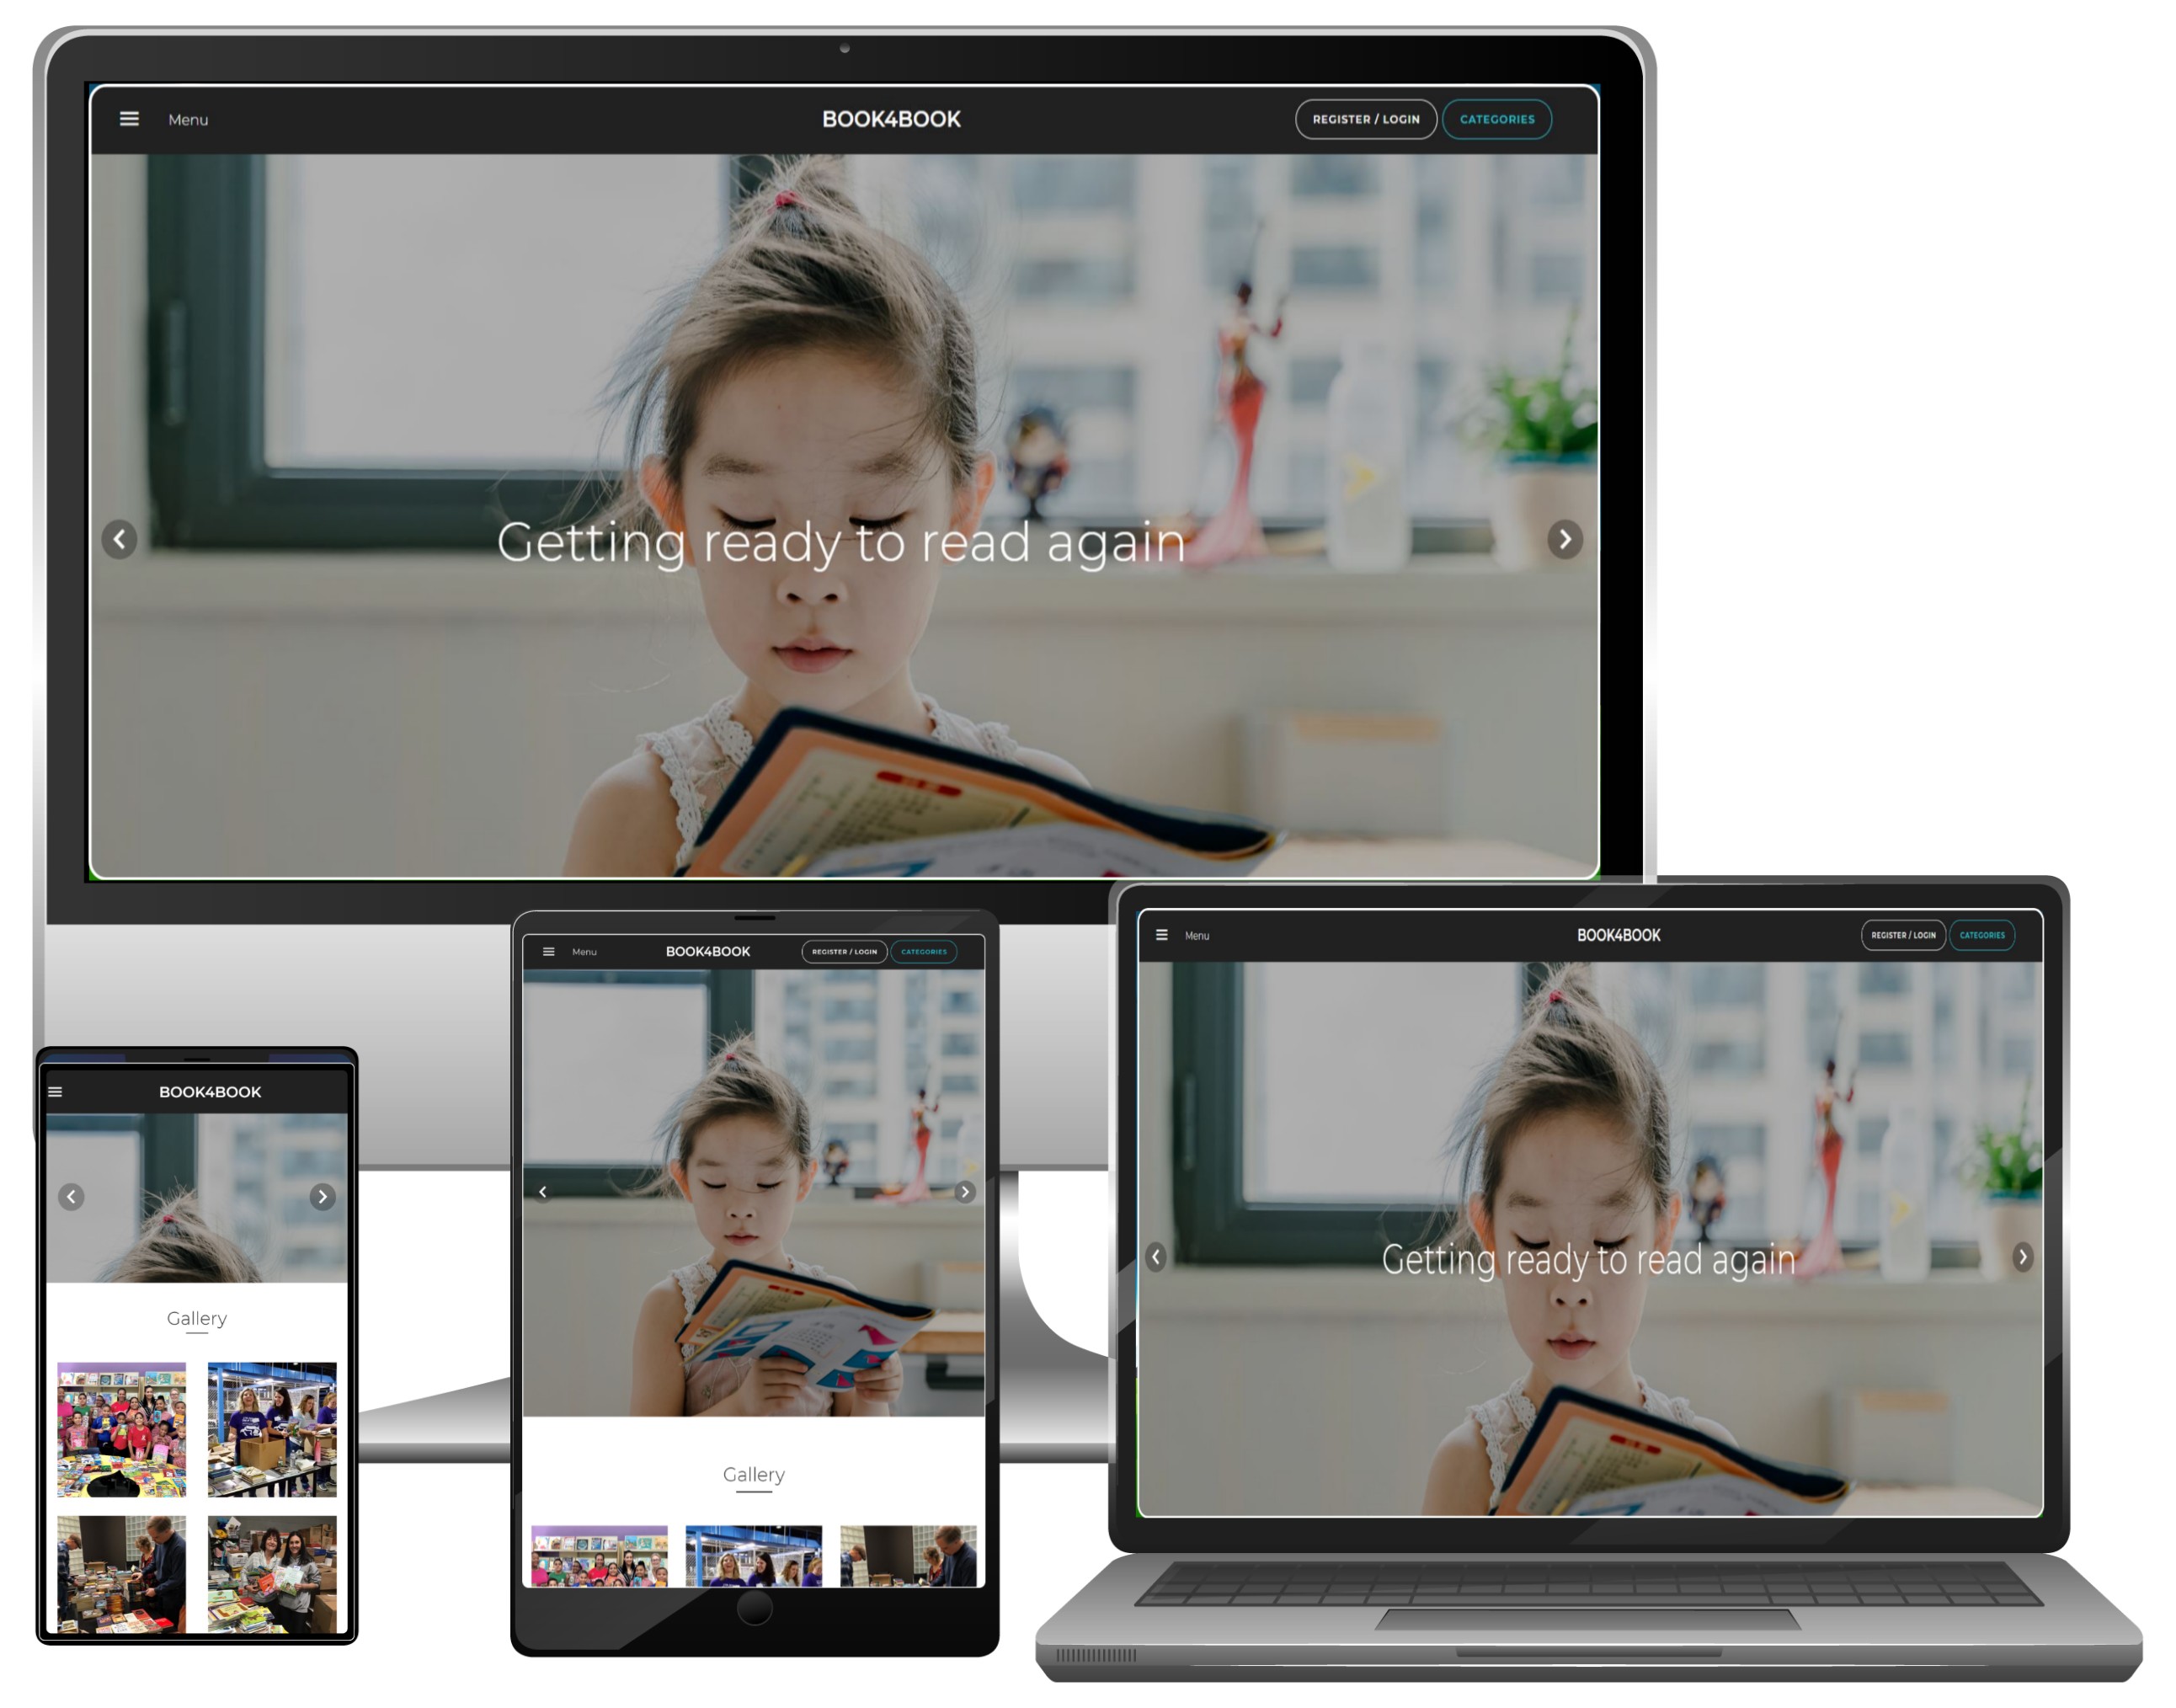 Menu
BOOK4BOOK
REGISTER / LOGIN
CATEGORIES
Getting ready to read again
Menu
BOOK4BOOK
REGISTER / LOGIN
CATEGORIES
Gallery
Menu
BOOK4BOOK
REGISTER / LOGIN
CATEGORIES
Getting ready to read again
BOOK4BOOK
Gallery